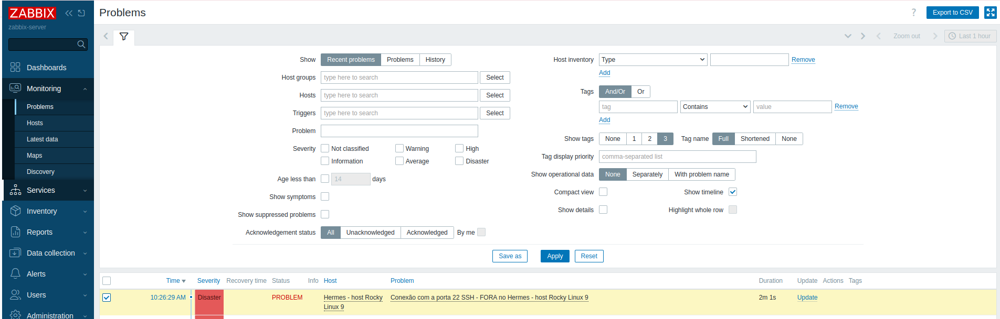 ZABBIX
zabbix-server
Dashboards
Monitoring
Problems
Hosts
Latest data
Maps
Discovery
Services
Inventory
Reports
Data collection
Alerts
Users
Administration
Problems
? Export to CSV
Zoom out Last 1 hour
Show Recent problems Problems History
Host groups type here to search Select
Hosts type here to search Select
Triggers type here to search Select
Problem
Severity Not classified Warning High
Information Average Disaster
Age less than 14 days
Show symptoms
Show suppressed problems
Acknowledgement status All Unacknowledged Acknowledged By me
Host inventory Type Remove
Add
Tags And/Or Or
tag Contains value Remove
Add
Show tags None 1 2 3 Tag name Full Shortened None
Tag display priority comma-separated list
Show operational data None Separately With problem name
Compact view Show timeline
Show details Highlight whole row
Save as Apply Reset
Time Severity Recovery time Status Info Host Problem Duration Update Actions Tags
10:26:29 AM Disaster PROBLEM Hermes - host Rocky Conexão com a porta 22 SSH - FORA no Hermes - host Rocky Linux 9 2m 1s Update
Linux 9